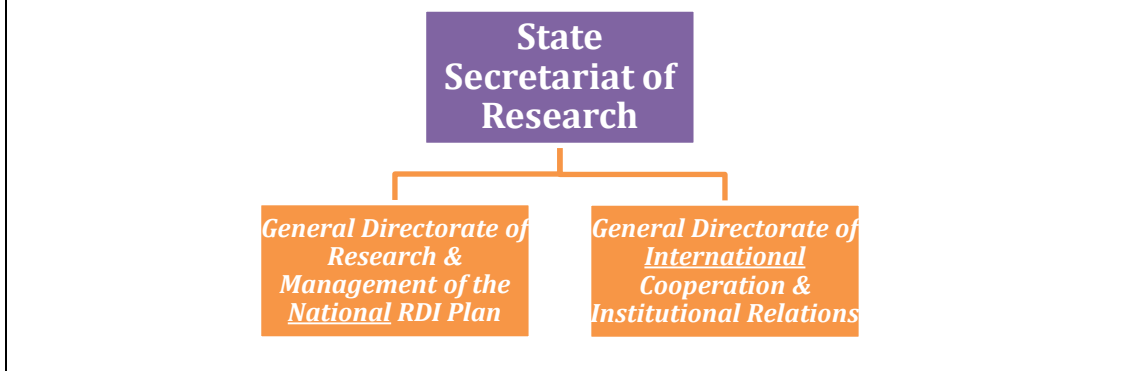 State
Secretariat of
Research
General Directorate of
Research &
Management of the
National RDI Plan
General Directorate of
International
Cooperation &
Institutional Relations